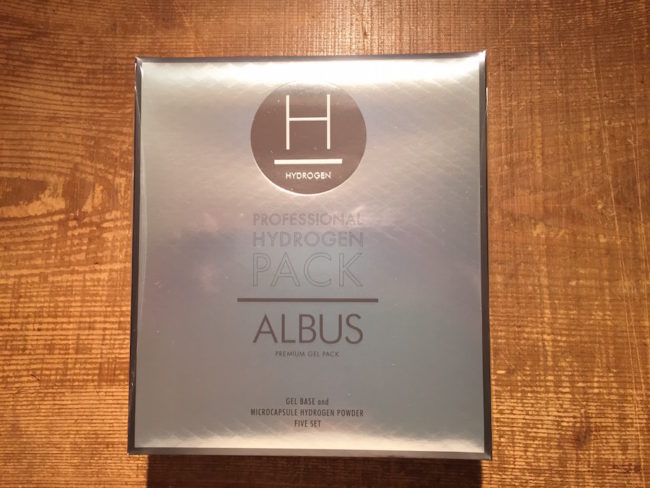 H
HYDROGEN
PROFESSIONAL
HYDROGEN
PACK
ALBUS
PREMIUM GEL PACK
GEL BASE and
MICROCAPSULE HYDROGEN POWDER
FIVE SET